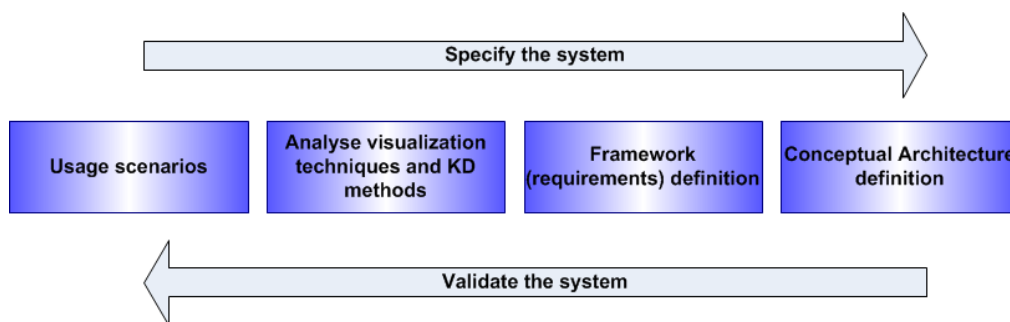 Specify the system
Usage scenarios
Analyse visualization
techniques and KD
methods
Framework
(requirements) definition
Conceptual Architecture
definition
Validate the system